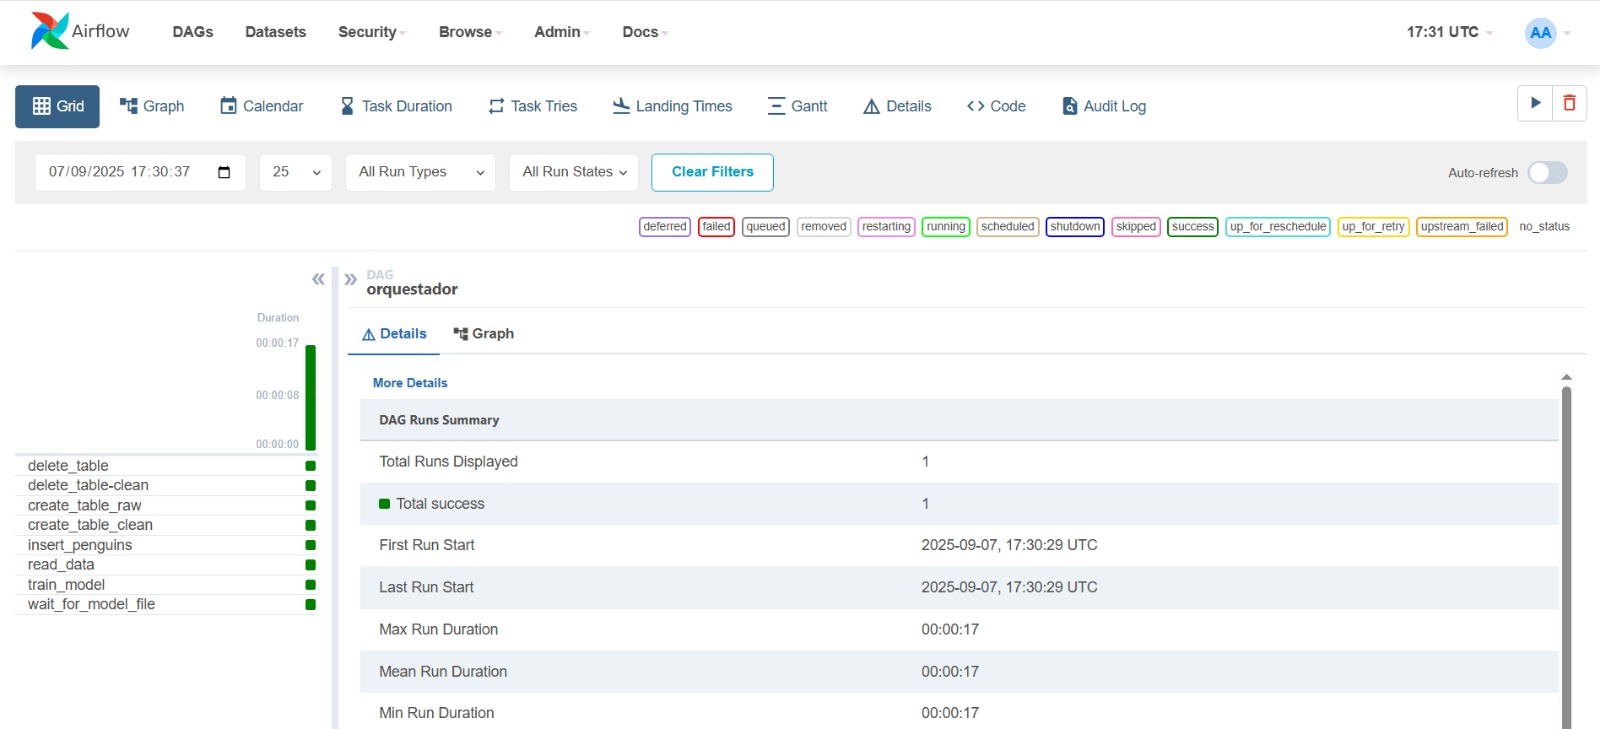 Airflow DAGs Datasets Security Browse Admin Docs 17:31 UTC AA
Grid Graph Calendar Task Duration Task Tries Landing Times Gantt Details Code Audit Log
07/09/2025 17:30:37 25 All Run Types All Run States Clear Filters Auto-refresh
deferred failed queued removed restarting running scheduled shutdown skipped success up_for_reschedule up_for_retry upstream_failed no_status
DAG
orquestador
Duration
00:00:17
00:00:08
00:00:00
delete_table
delete_table-clean
create_table_raw
create_table_clean
insert_penguins
read_data
train_model
wait_for_model_file
Details Graph
More Details
DAG Runs Summary
Total Runs Displayed 1
Total success 1
First Run Start 2025-09-07, 17:30:29 UTC
Last Run Start 2025-09-07, 17:30:29 UTC
Max Run Duration 00:00:17
Mean Run Duration 00:00:17
Min Run Duration 00:00:17